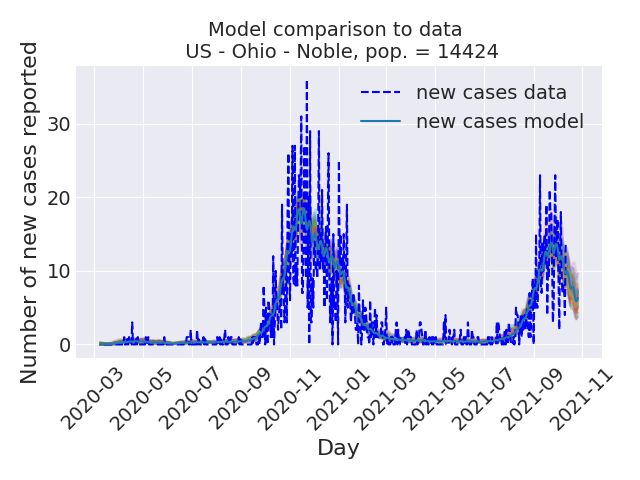 Model comparison to data
US - Ohio - Noble, pop. = 14424
Number of new cases reported
30
20
10
0
new cases data
new cases model
2020-03
2020-05
2020-07
2020-09
2020-11
2021-01
2021-03
2021-05
2021-07
2021-09
2021-11
Day